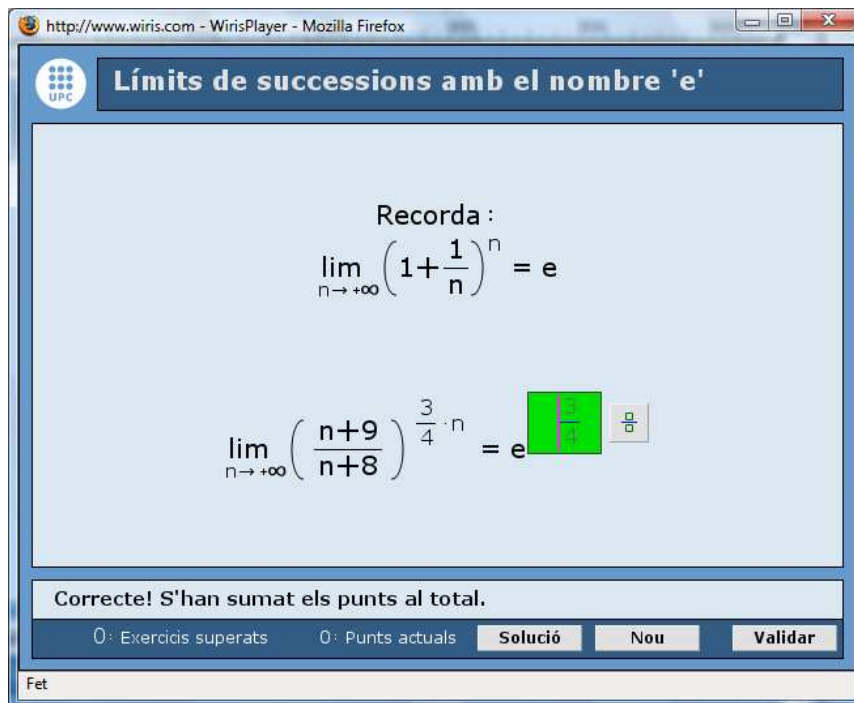 http://www.wiris.com - WirisPlayer - Mozilla Firefox
UPC
Límits de successions amb el nombre 'e'
Recorda :
lim n→+∞ (1+1/n)^n = e
lim n→+∞ ((n+9)/(n+8))^(3/4·n) = e^(3/4)
Correcte! S'han sumat els punts al total.
0: Exercicis superats 0: Punts actuals Solució Nou Validar
Fet